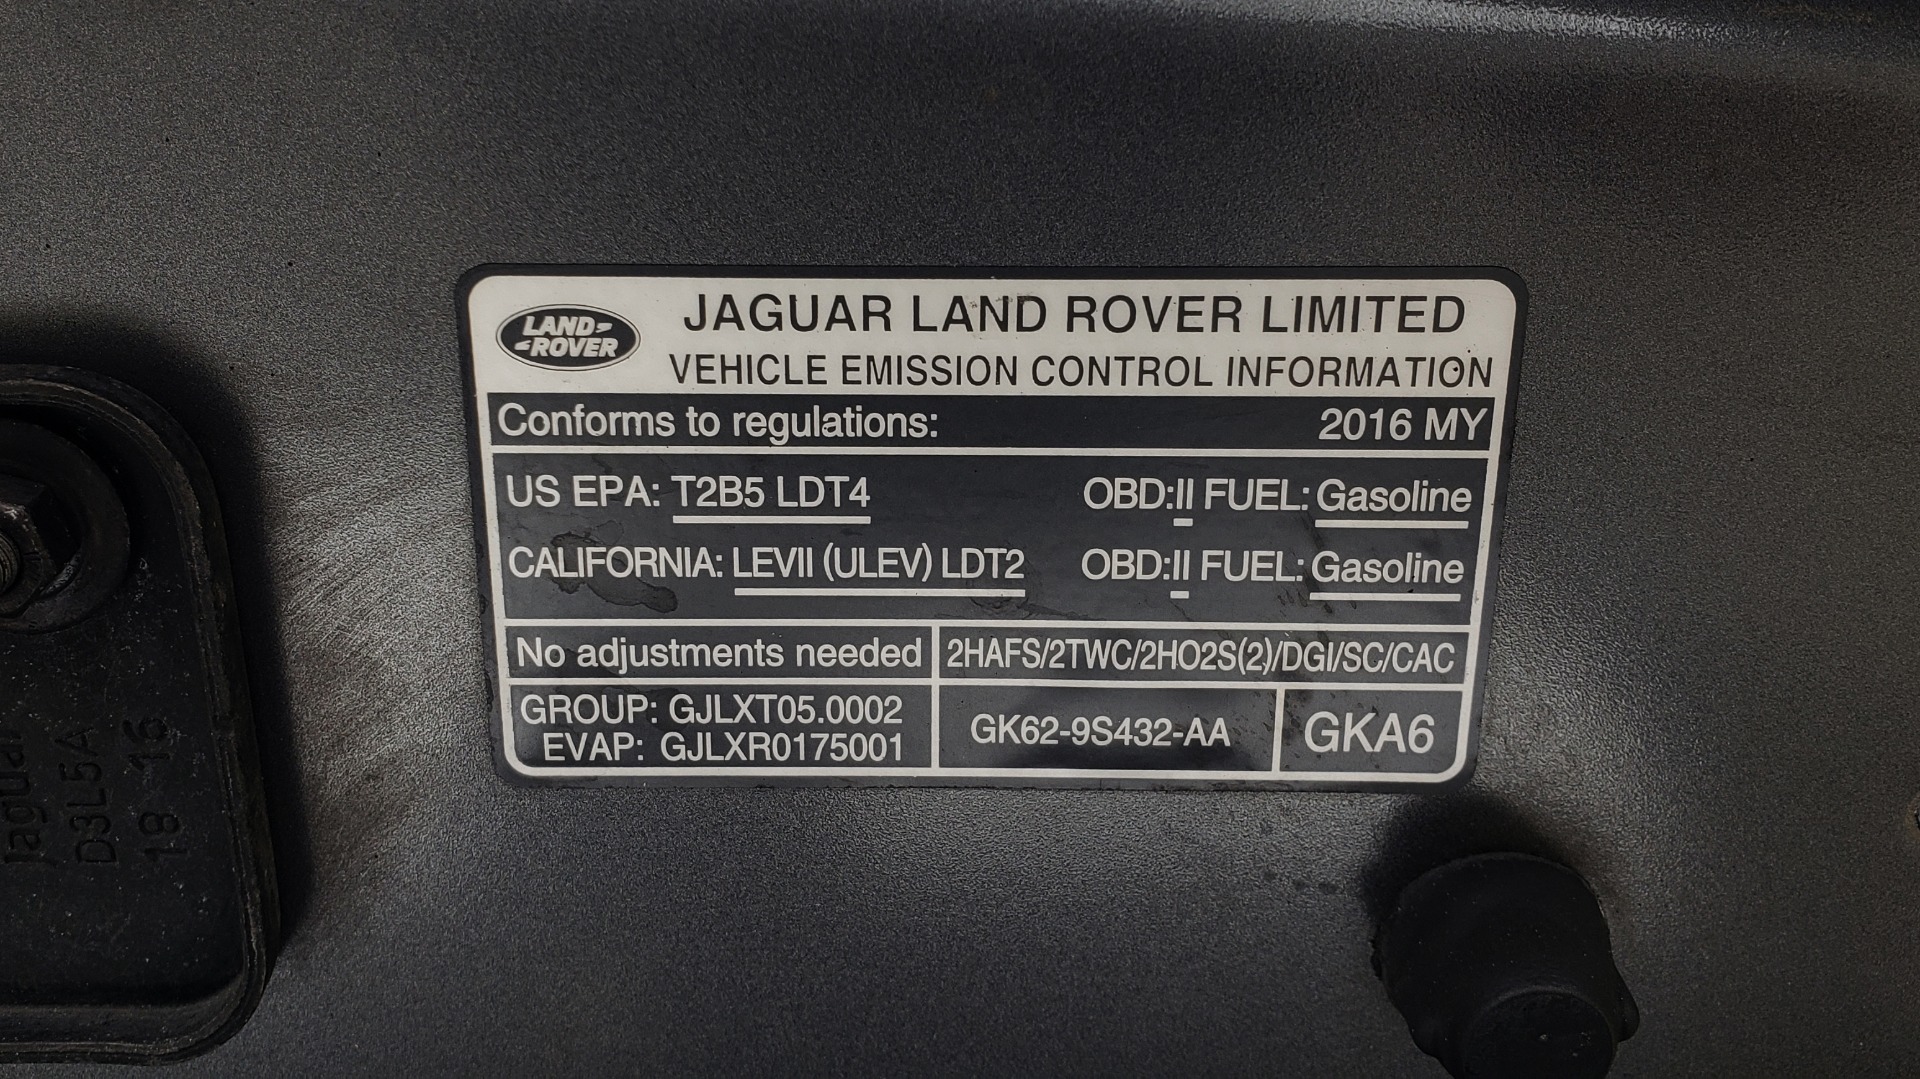 LAND
ROVER
JAGUAR LAND ROVER LIMITED
VEHICLE EMISSION CONTROL INFORMATION
Conforms to regulations: 2016 MY
US EPA: T2B5 LDT4 OBD:II FUEL: Gasoline
CALIFORNIA: LEVII (ULEV) LDT2 OBD:II FUEL: Gasoline
No adjustments needed 2HAFS/2TWC/2HO2S(2)/DGI/SC/CAC
GROUP: GJLXT05.0002
EVAP: GJLXR0175001
GK62-9S432-AA
GKA6
Jaguar
D3L5A
18 16